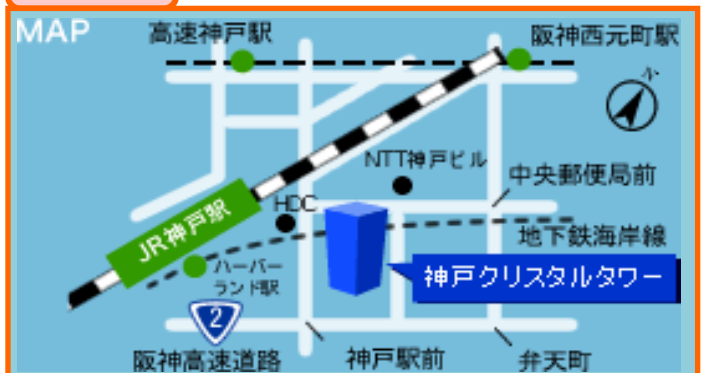 MAP
高速神戸駅
阪神西元町駅
N
NTT神戸ビル
中央郵便局前
HDC
JR神戸駅
地下鉄海岸線
ハーバー
ランド駅
神戸クリスタルタワー
2
阪神高速道路
神戸駅前
弁天町